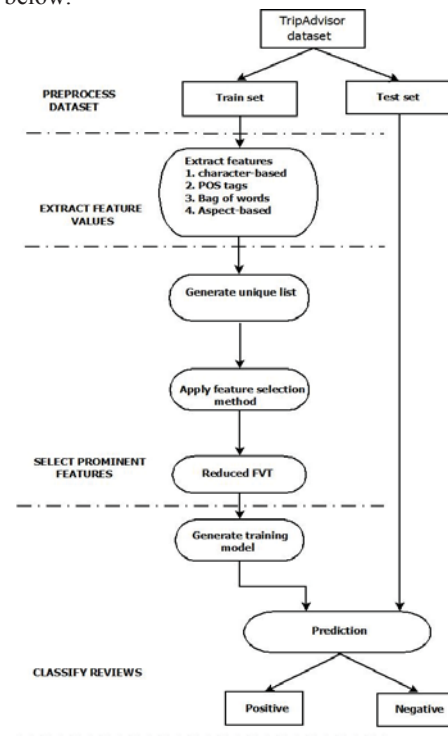 below.
TripAdvisor
dataset
PREPROCESS
DATASET
Train set
Test set
Extract features
1. character-based
2. POS tags
3. Bag of words
4. Aspect-based
EXTRACT FEATURE
VALUES
Generate unique list
Apply feature selection
method
SELECT PROMINENT
FEATURES
Reduced FVT
Generate training
model
Prediction
CLASSIFY REVIEWS
Positive
Negative